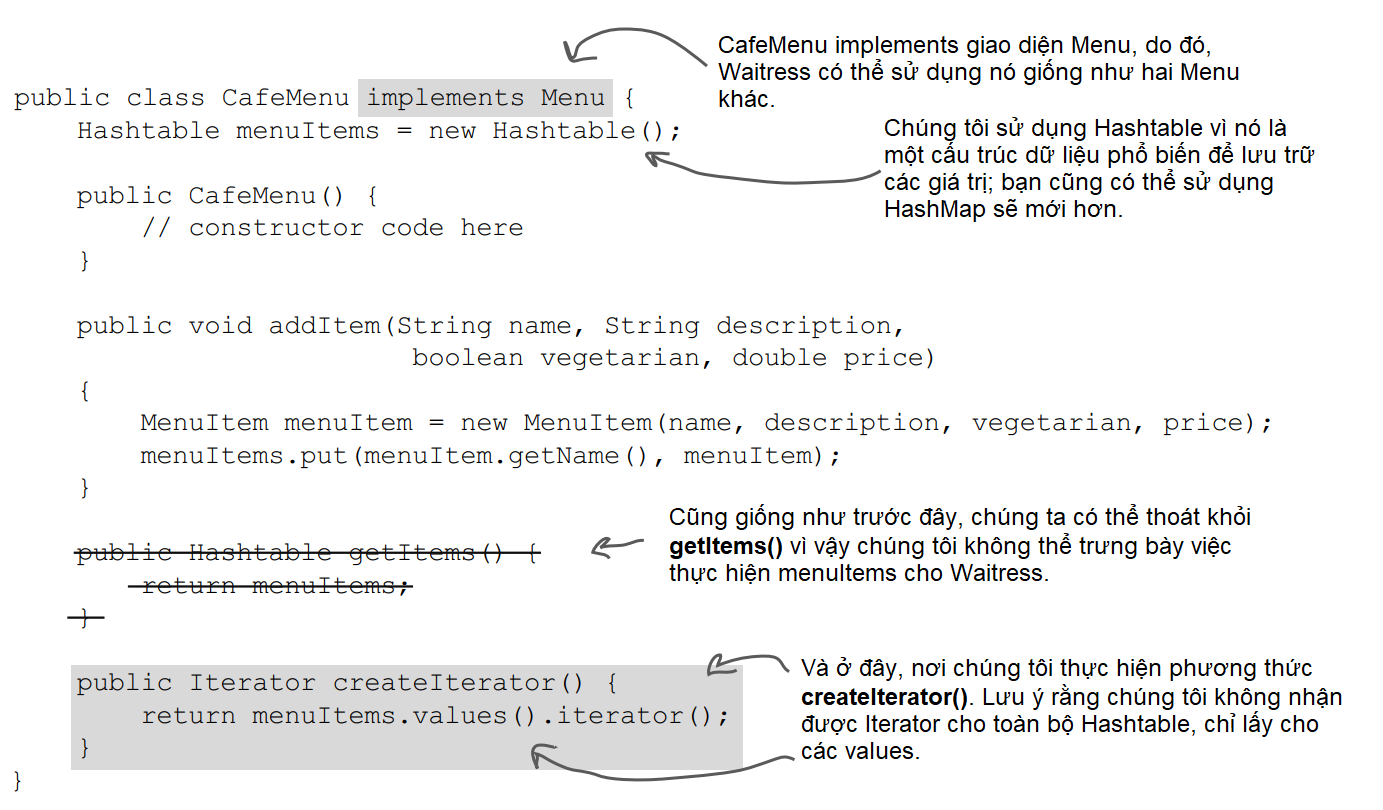 CafeMenu implements giao diện Menu, do đó,
Waitress có thể sử dụng nó giống như hai Menu
khác.
public class CafeMenu implements Menu {
Hashtable menuItems = new Hashtable();
Chúng tôi sử dụng Hashtable vì nó là
một cấu trúc dữ liệu phổ biến để lưu trữ
các giá trị; bạn cũng có thể sử dụng
HashMap sẽ mới hơn.
public CafeMenu() {
// constructor code here
}
public void addItem(String name, String description,
boolean vegetarian, double price)
{
MenuItem menuItem = new MenuItem(name, description, vegetarian, price);
menuItems.put(menuItem.getName(), menuItem);
}
Cũng giống như trước đây, chúng ta có thể thoát khỏi
getItems() vì vậy chúng tôi không thể trưng bày việc
thực hiện menuItems cho Waitress.
public Hashtable getItems() {
return menuItems;
}
Và ở đây, nơi chúng tôi thực hiện phương thức
createIterator(). Lưu ý rằng chúng tôi không nhận
được Iterator cho toàn bộ Hashtable, chỉ lấy cho
các values.
public Iterator createIterator() {
return menuItems.values().iterator();
}
}